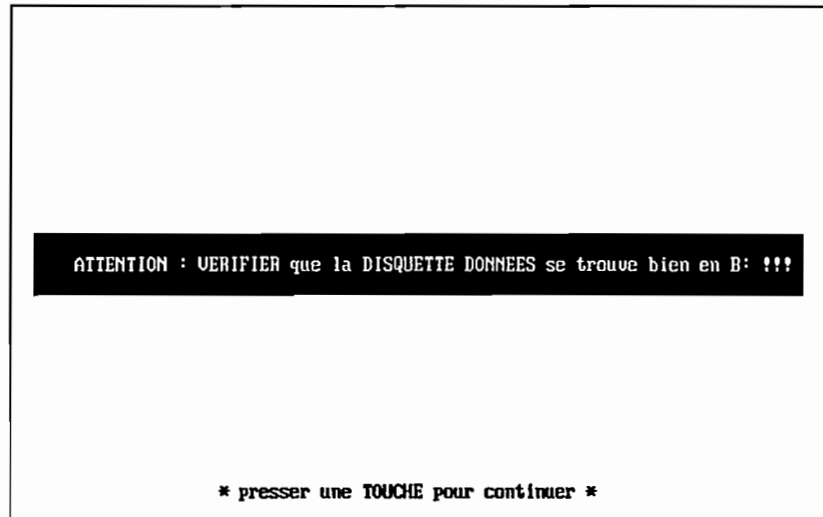 ATTENTION : VERIFIER que la DISQUETTE DONNEES se trouve bien en B: !!!
* presser une TOUCHE pour continuer *